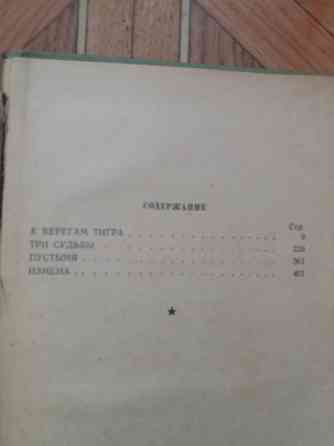 СОДЕРЖАНИЕ
Стр.
К БЕРЕГАМ ТИГРА
ТРИ СУДЬБЫ
ПУСТЫНЯ
ИЗМЕНА
★